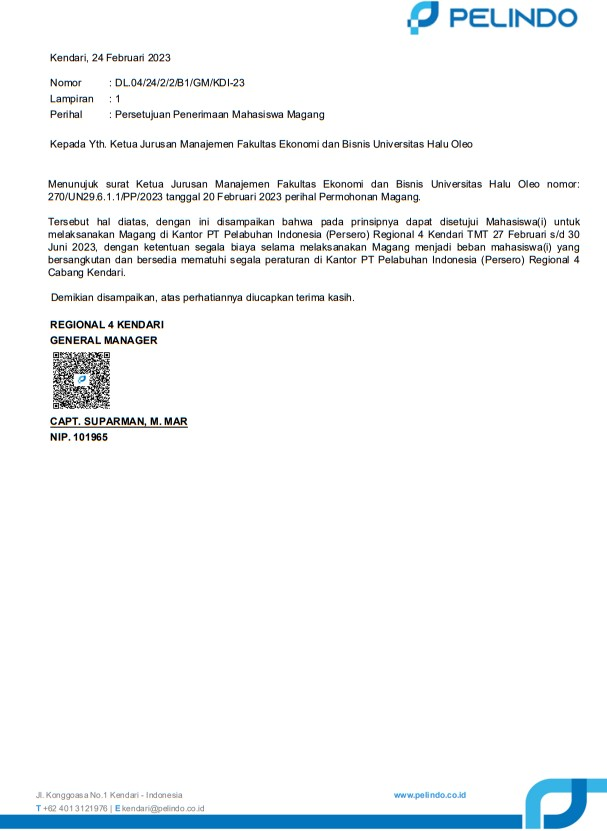 PELINDO
Kendari, 24 Februari 2023
Nomor : DL.04/24/2/2/B1/GM/KDI-23
Lampiran : 1
Perihal : Persetujuan Penerimaan Mahasiswa Magang
Kepada Yth. Ketua Jurusan Manajemen Fakultas Ekonomi dan Bisnis Universitas Halu Oleo
Menunujuk surat Ketua Jurusan Manajemen Fakultas Ekonomi dan Bisnis Universitas Halu Oleo nomor:
270/UN29.6.1.1/PP/2023 tanggal 20 Februari 2023 perihal Permohonan Magang.
Tersebut hal diatas, dengan ini disampaikan bahwa pada prinsipnya dapat disetujui Mahasiswa(i) untuk
melaksanakan Magang di Kantor PT Pelabuhan Indonesia (Persero) Regional 4 Kendari TMT 27 Februari s/d 30
Juni 2023, dengan ketentuan segala biaya selama melaksanakan Magang menjadi beban mahasiswa(i) yang
bersangkutan dan bersedia mematuhi segala peraturan di Kantor PT Pelabuhan Indonesia (Persero) Regional 4
Cabang Kendari.
Demikian disampaikan, atas perhatiannya diucapkan terima kasih.
REGIONAL 4 KENDARI
GENERAL MANAGER
CAPT. SUPARMAN, M. MAR
NIP. 101965
Jl. Konggoasa No.1 Kendari - Indonesia
www.pelindo.co.id
T +62 401 3121976 | E kendari@pelindo.co.id